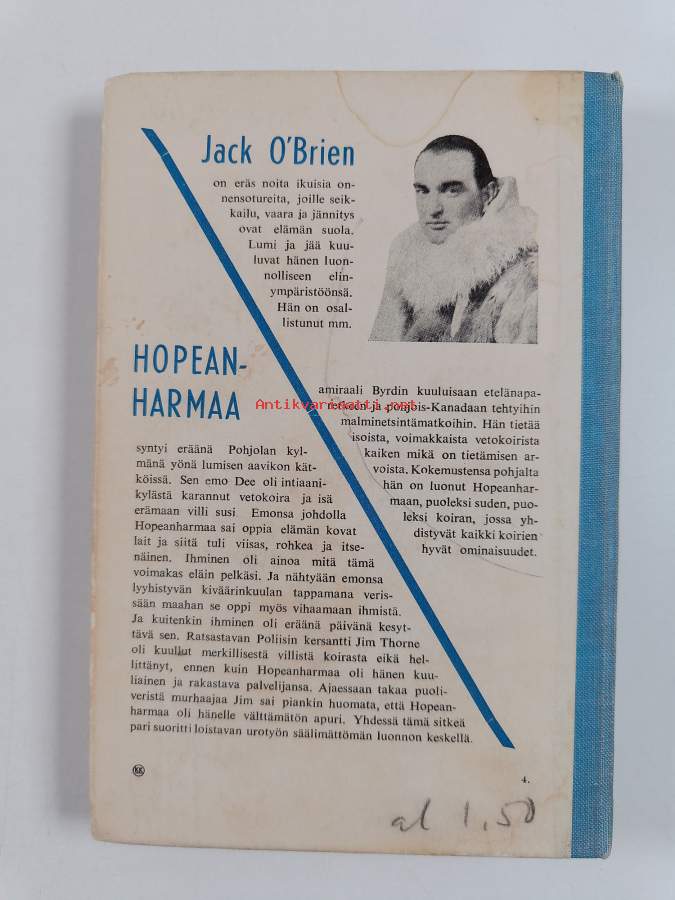 Jack O'Brien
on eräs noita ikuisia on-
nensotureita, joille seik-
kailu, vaara ja jännitys
ovat elämän suola.
Lumi ja jää kuu-
luvat hänen luon-
nolliseen elin-
ympäristöönsä.
Hän on osal-
listunut mm.
amiraali Byrdin kuuluisaan etelänapa-
retkeen ja pohjois-Kanadaan tehtyihin
malminetsintämatkoihin. Hän tietää
isoista, voimakkaista vetokoirista
kaiken mikä on tietämisen ar-
voista. Kokemustensa pohjalta
hän on luonut Hopeanhar-
maan, puoleksi suden, puo-
leksi koiran, jossa yh-
distyvät kaikki koirien
hyvät ominaisuudet.
HOPEAN-
HARMAA
syntyi eräänä Pohjolan kyl-
mänä yönä lumisen aavikon kät-
köissä. Sen emo Dee oli intiaani-
kylästä karannut vetokoira ja isä
erämaan villi susi Emonsa johdolla
Hopeanharmaa sai oppia elämän kovat
lait ja siitä tuli viisas, rohkea ja itse-
näinen. Ihminen oli ainoa mitä tämä
voimakas eläin pelkäsi. Ja nähtyään emonsa
lyyhistyvän kiväärinkuulan tappamana veris-
sään maahan se oppi myös vihaamaan ihmistä.
Ja kuitenkin ihminen oli eräänä päivänä kesyt-
tävä sen. Ratsastavan Poliisin kersantti Jim Thorne
oli kuullut merkillisestä villistä koirasta eikä hel-
littänyt, ennen kuin Hopeanharmaa oli hänen kuu-
liainen ja rakastava palvelijansa. Ajaessaan takaa puoli-
veristä murhaajaa Jim sai piankin huomata, että Hopean-
harmaa oli hänelle välttämätön apuri. Yhdessä tämä sitkeä
pari suoritti loistavan urotyön säälimättömän luonnon keskellä.
KK
4.
al 1,50
Antikvariaatti.net